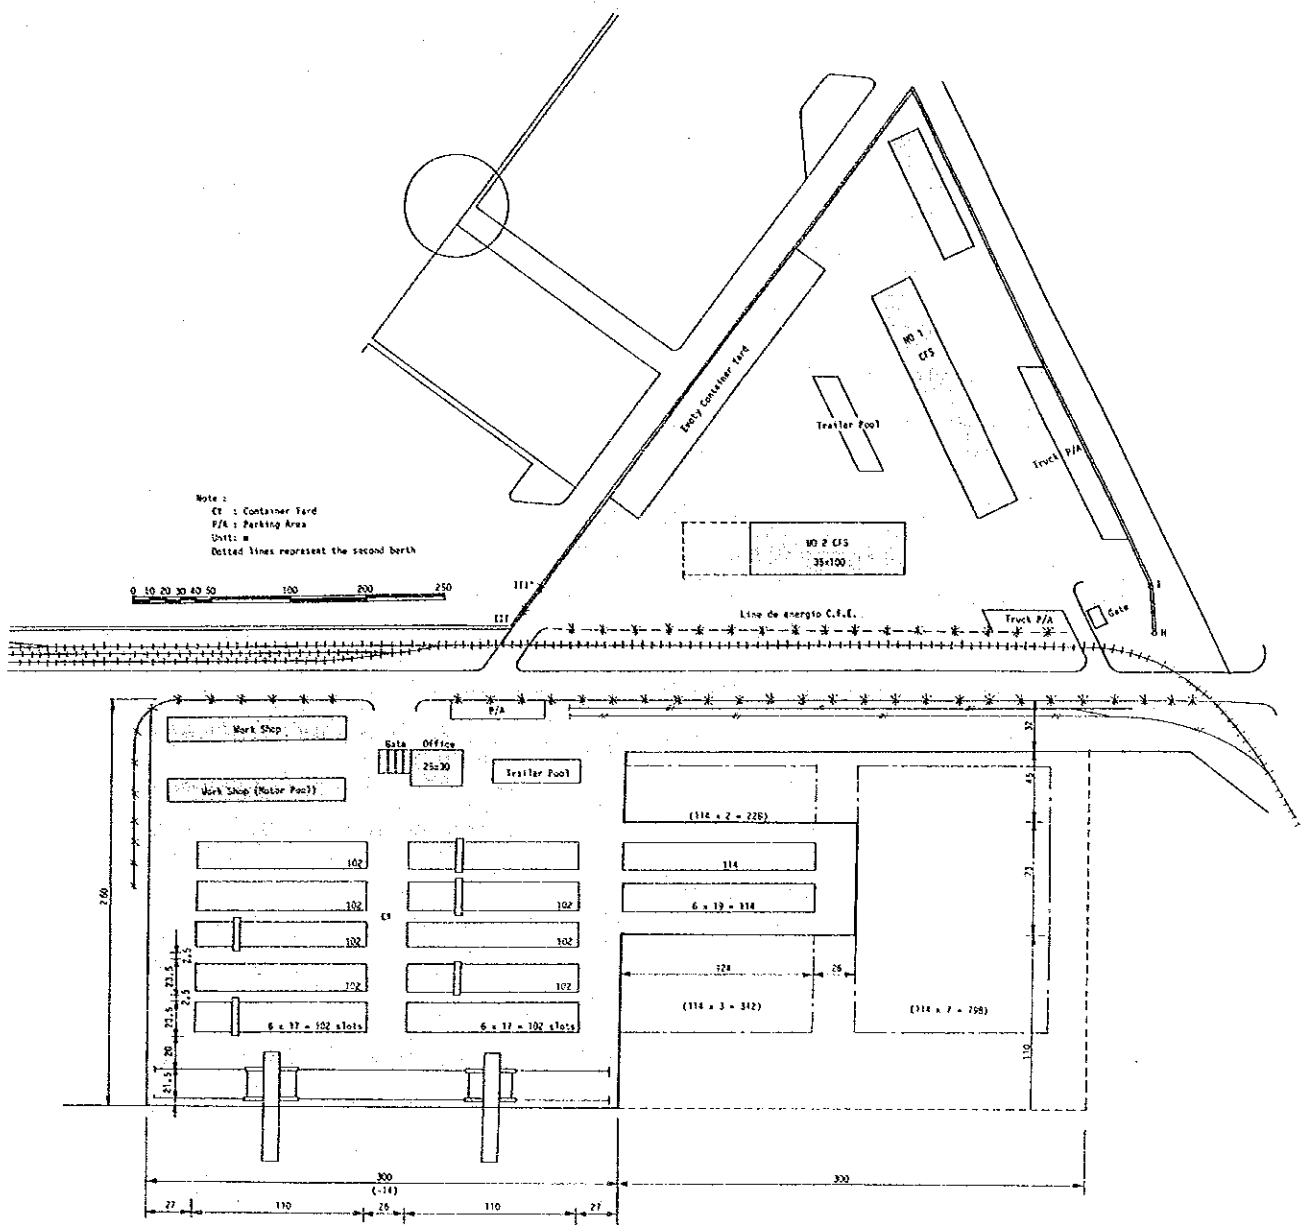 NO 1
CFS
Empty Container Yard
Trailer Pool
Truck P/A
Note :
CY : Container Yard
P/A : Parking Area
Unit: m
Dotted lines represent the second berth
NO 2 CFS
35x100
0 10 20 30 40 50 100 200 250
III'
III
I
H
Gate
Line de energio C.F.E.
Truck P/A
P/A
Work Shop
Gate Office
25x30
Trailer Pool
Work Shop (Motor Pool)
32
45
73
110
(114 x 2 = 228)
102
114
102
102
6 x 19 = 114
CY
102
102
102
102
124
26
6 x 17 = 102 slots
6 x 17 = 102 slots
(114 x 3 = 342)
(114 x 7 = 798)
260
2.5
23.5
2.5
23.5
20
21.5
300
(-14)
300
27
110
26
110
27